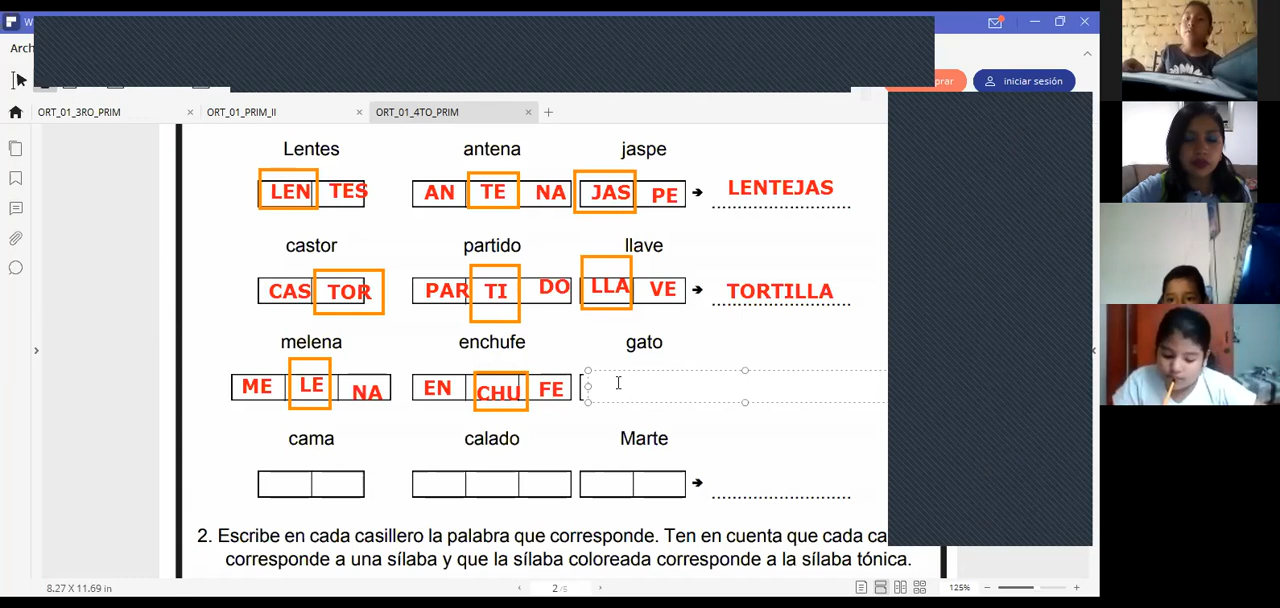 W
Arch
prar
iniciar sesión
ORT_01_3RO_PRIM × ORT_01_PRIM_II × ORT_01_4TO_PRIM × +
Lentes antena jaspe
LEN TES AN TE NA JAS PE LENTEJAS
castor partido llave
CAS TOR PAR TI DO LLA VE TORTILLA
melena enchufe gato
ME LE NA EN CHU FE
cama calado Marte
2. Escribe en cada casillero la palabra que corresponde. Ten en cuenta que cada ca
corresponde a una sílaba y que la sílaba coloreada corresponde a la sílaba tónica.
8.27 x 11.69 in 2 /5 125%